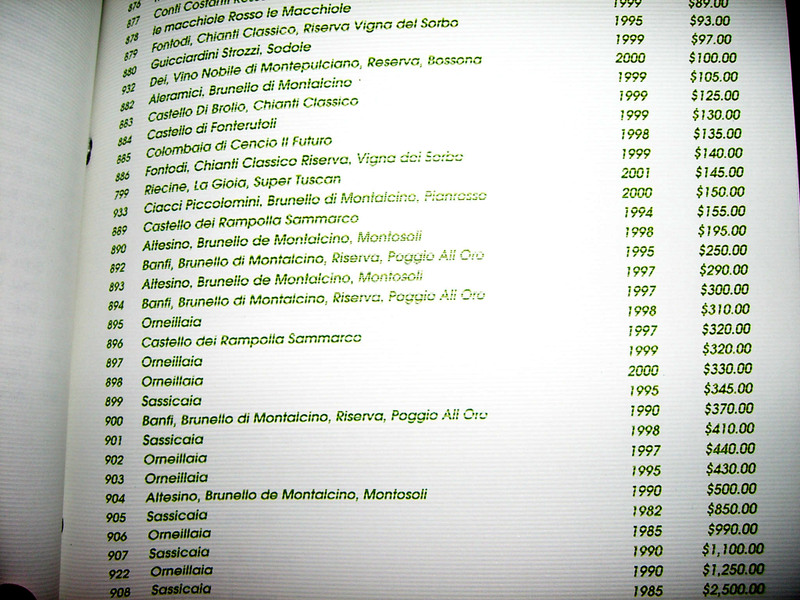 876
877 Conti Costanti
878 le macchiole Rosso le Macchiole 1999 $89.00
879 Fontodi, Chianti Classico, Riserva Vigna del Sorbo 1995 $93.00
880 Guicciardini Strozzi, Sodole 1999 $97.00
932 Dei, Vino Nobile di Montepulciano, Reserva, Bossona 2000 $100.00
882 Aleramici, Brunello di Montalcino 1999 $105.00
883 Castello Di Brolio, Chianti Classico 1999 $125.00
884 Castello di Fonterutoli 1999 $130.00
885 Colombaia di Cencio Il Futuro 1998 $135.00
886 Fontodi, Chianti Classico Riserva, Vigna dei Sorbo 1999 $140.00
799 Riecine, La Gioia, Super Tuscan 2001 $145.00
933 Ciacci Piccolomini, Brunello di Montalcino, Pianrosso 2000 $150.00
889 Castello dei Rampolla Sammarco 1994 $155.00
890 Altesino, Brunello de Montalcino, Montosoli 1998 $195.00
892 Banfi, Brunello di Montalcino, Riserva, Poggio All Oro 1995 $250.00
893 Altesino, Brunello de Montalcino, Montosoli 1997 $290.00
894 Banfi, Brunello di Montalcino, Riserva, Poggio All Oro 1997 $300.00
895 Orneillaia 1998 $310.00
896 Castello dei Rampolla Sammarco 1997 $320.00
897 Orneillaia 1999 $320.00
898 Orneillaia 2000 $330.00
899 Sassicaia 1995 $345.00
900 Banfi, Brunello di Montalcino, Riserva, Poggio All Oro 1990 $370.00
901 Sassicaia 1998 $410.00
902 Orneillaia 1997 $440.00
903 Orneillaia 1995 $430.00
904 Altesino, Brunello de Montalcino, Montosoli 1990 $500.00
905 Sassicaia 1982 $850.00
906 Orneillaia 1985 $990.00
907 Sassicaia 1990 $1,100.00
922 Orneillaia 1990 $1,250.00
908 Sassicaia 1985 $2,500.00